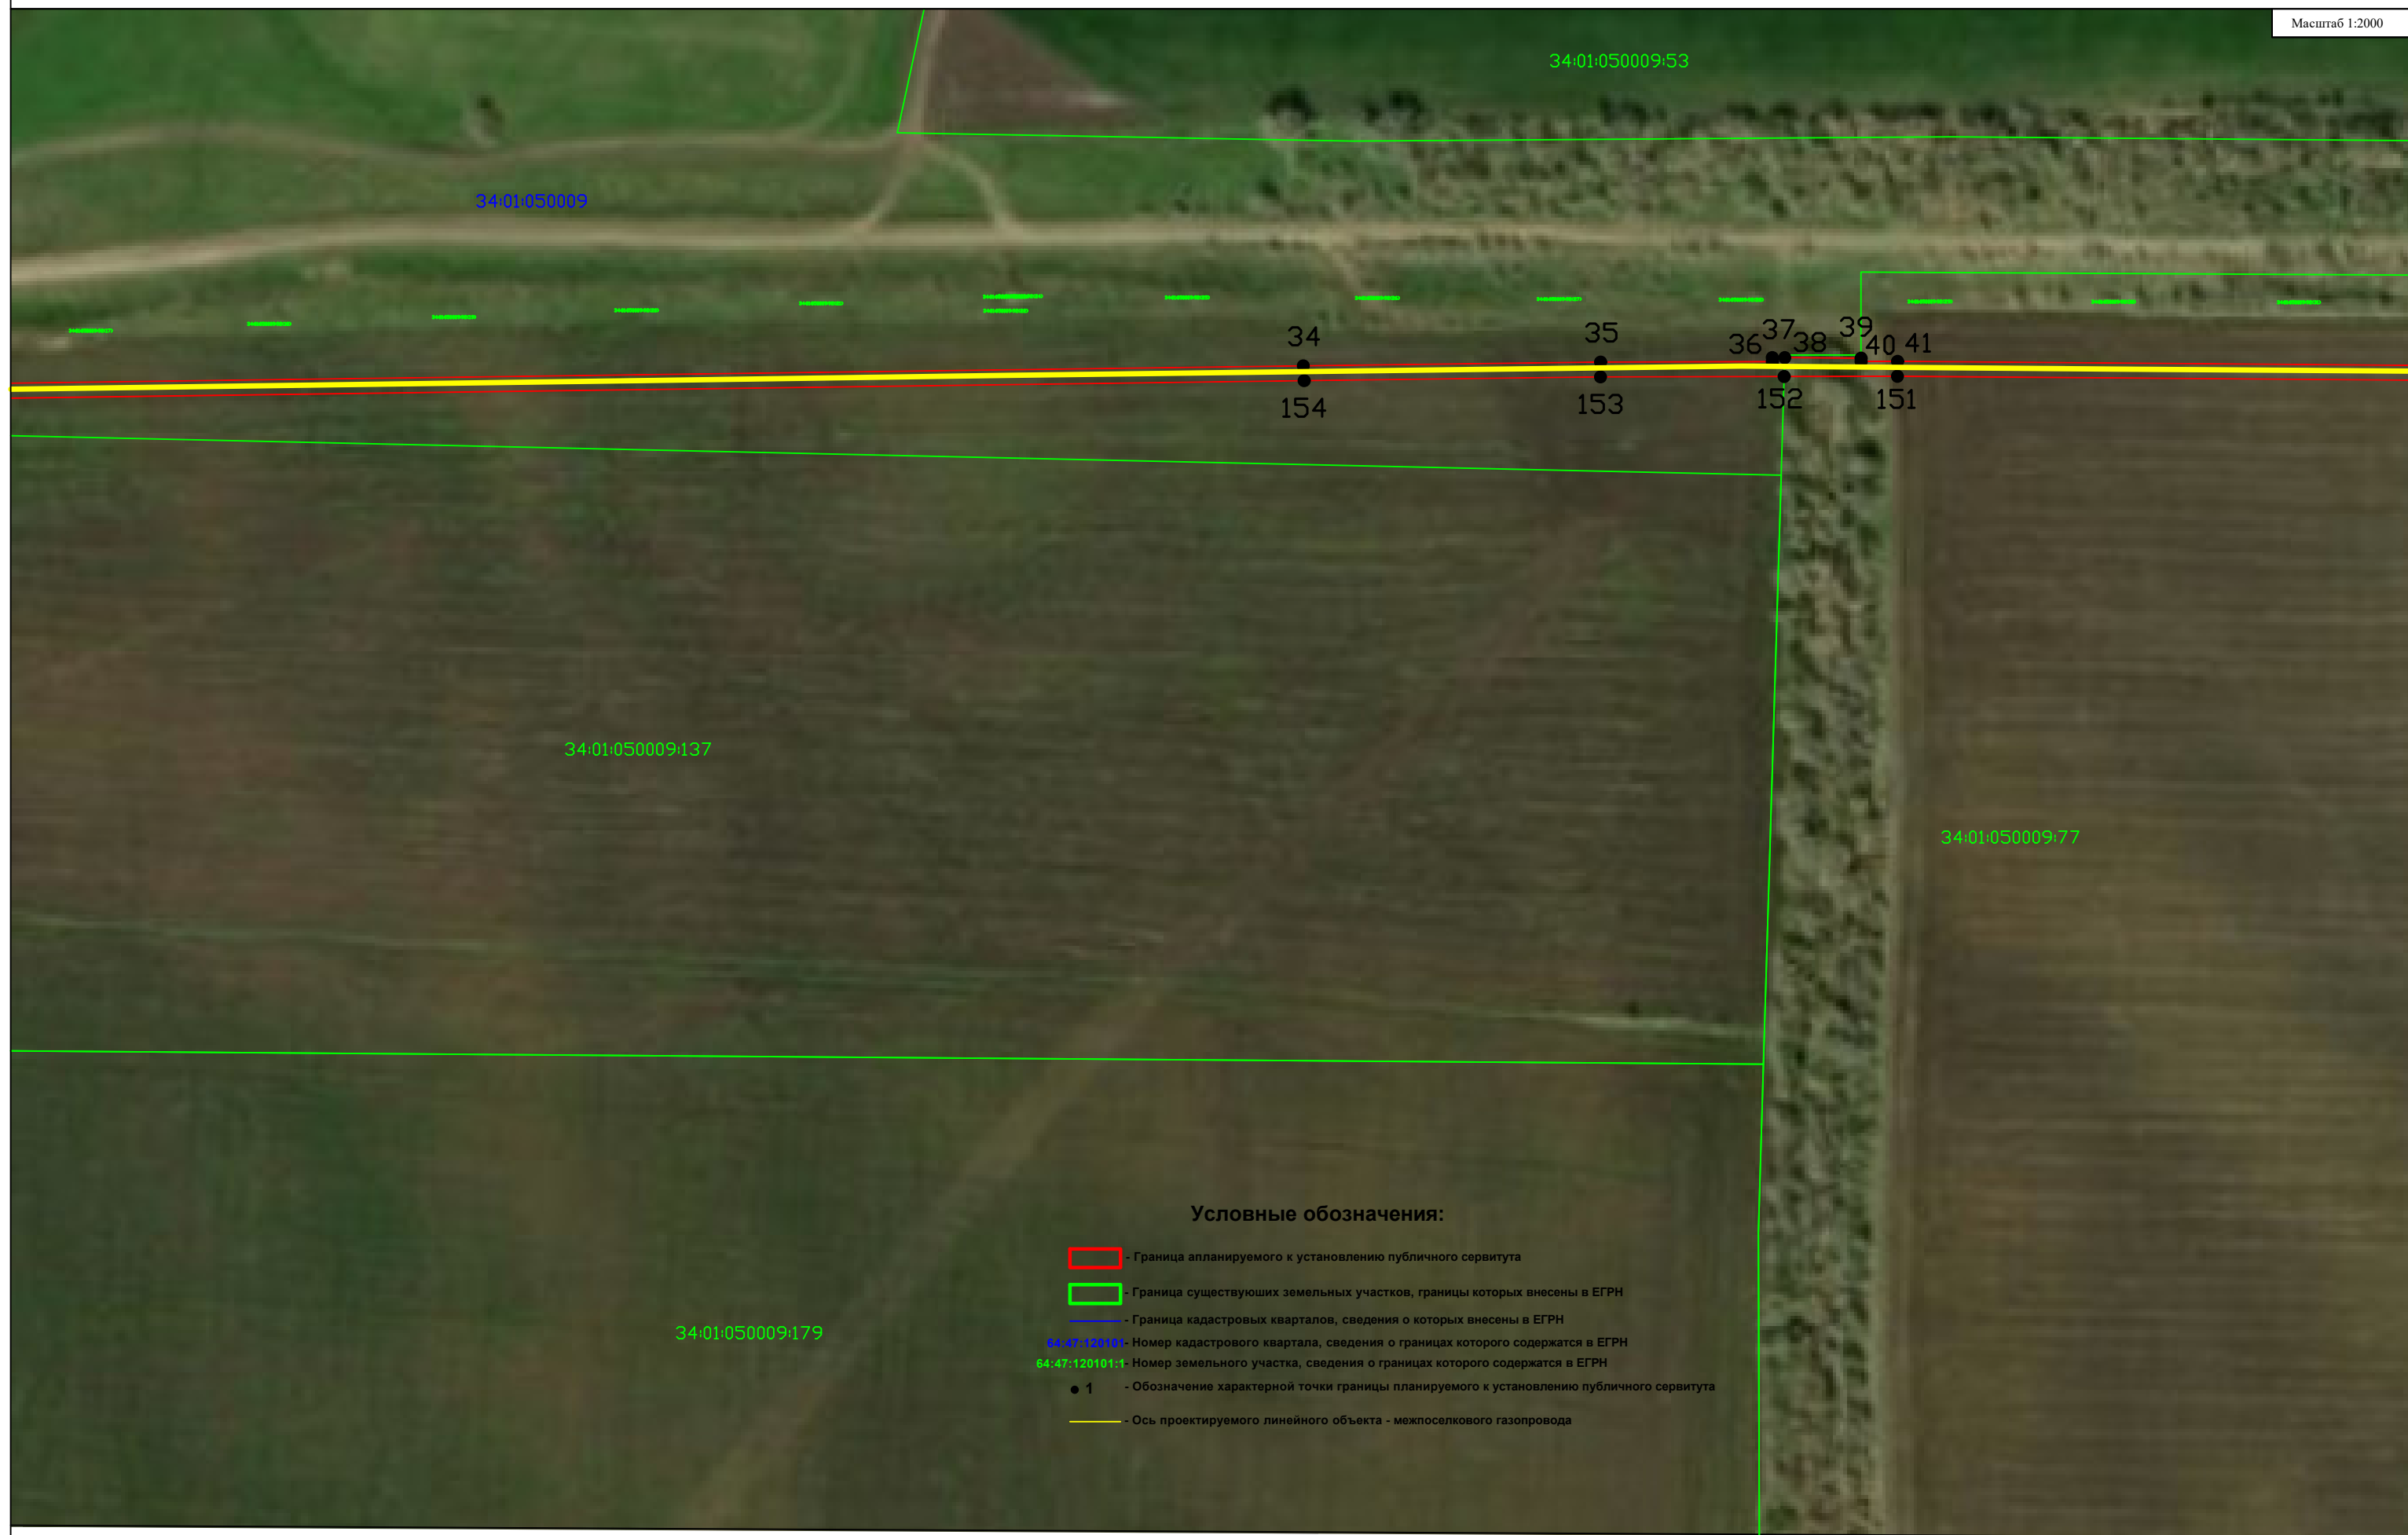 Масштаб 1:2000
34:01:050009:53
34:01:050009
34
35
36
37
38
39
40
41
154
153
152
151
34:01:050009:137
34:01:050009:77
34:01:050009:179
Условные обозначения:
- Граница апланируемого к установлению публичного сервитута
- Граница существуюших земельных участков, границы которых внесены в ЕГРН
- Граница кадастровых кварталов, сведения о которых внесены в ЕГРН
64:47:120101 - Номер кадастрового квартала, сведения о границах которого содержатся в ЕГРН
64:47:120101:1 - Номер земельного участка, сведения о границах которого содержатся в ЕГРН
1 - Обозначение характерной точки границы планируемого к установлению публичного сервитута
- Ось проектируемого линейного объекта - межпоселкового газопровода